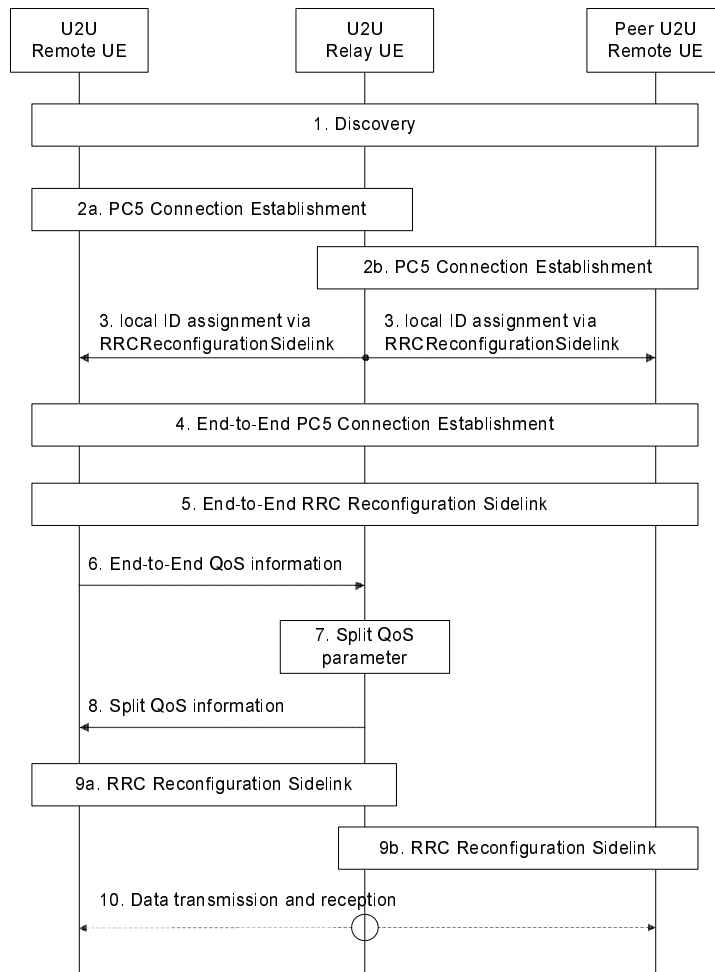 U2U
Remote UE
U2U
Relay UE
Peer U2U
Remote UE
1. Discovery
2a. PC5 Connection Establishment
2b. PC5 Connection Establishment
3. local ID assignment via
RRCReconfigurationSidelink
3. local ID assignment via
RRCReconfigurationSidelink
4. End-to-End PC5 Connection Establishment
5. End-to-End RRC Reconfiguration Sidelink
6. End-to-End QoS information
7. Split QoS
parameter
8. Split QoS information
9a. RRC Reconfiguration Sidelink
9b. RRC Reconfiguration Sidelink
10. Data transmission and reception